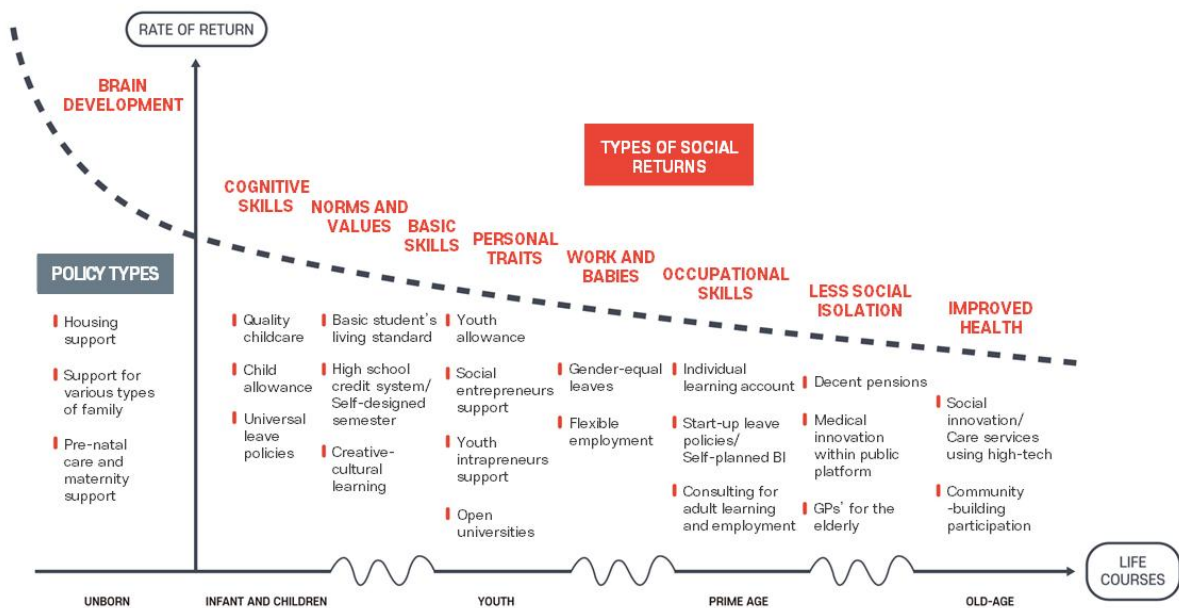 RATE OF RETURN
BRAIN
DEVELOPMENT
TYPES OF SOCIAL
RETURNS
COGNITIVE
SKILLS
NORMS AND
VALUES
BASIC
SKILLS
PERSONAL
TRAITS
WORK AND
BABIES
OCCUPATIONAL
SKILLS
LESS SOCIAL
ISOLATION
IMPROVED
HEALTH
POLICY TYPES
Housing
support
Support for
various types
of family
Pre-natal
care and
maternity
support
Quality
childcare
Child
allowance
Universal
leave
policies
Basic student's
living standard
High school
credit system/
Self-designed
semester
Creative-
cultural
learning
Youth
allowance
Social
entrepreneurs
support
Youth
intrapreneurs
support
Open
universities
Gender-equal
leaves
Flexible
employment
Individual
learning account
Start-up leave
policies/
Self-planned BI
Consulting for
adult learning
and employment
Decent pensions
Medical
innovation
within public
platform
GPs' for the
elderly
Social
innovation/
Care services
using high-tech
Community
-building
participation
LIFE
COURSES
UNBORN
INFANT AND CHILDREN
YOUTH
PRIME AGE
OLD-AGE